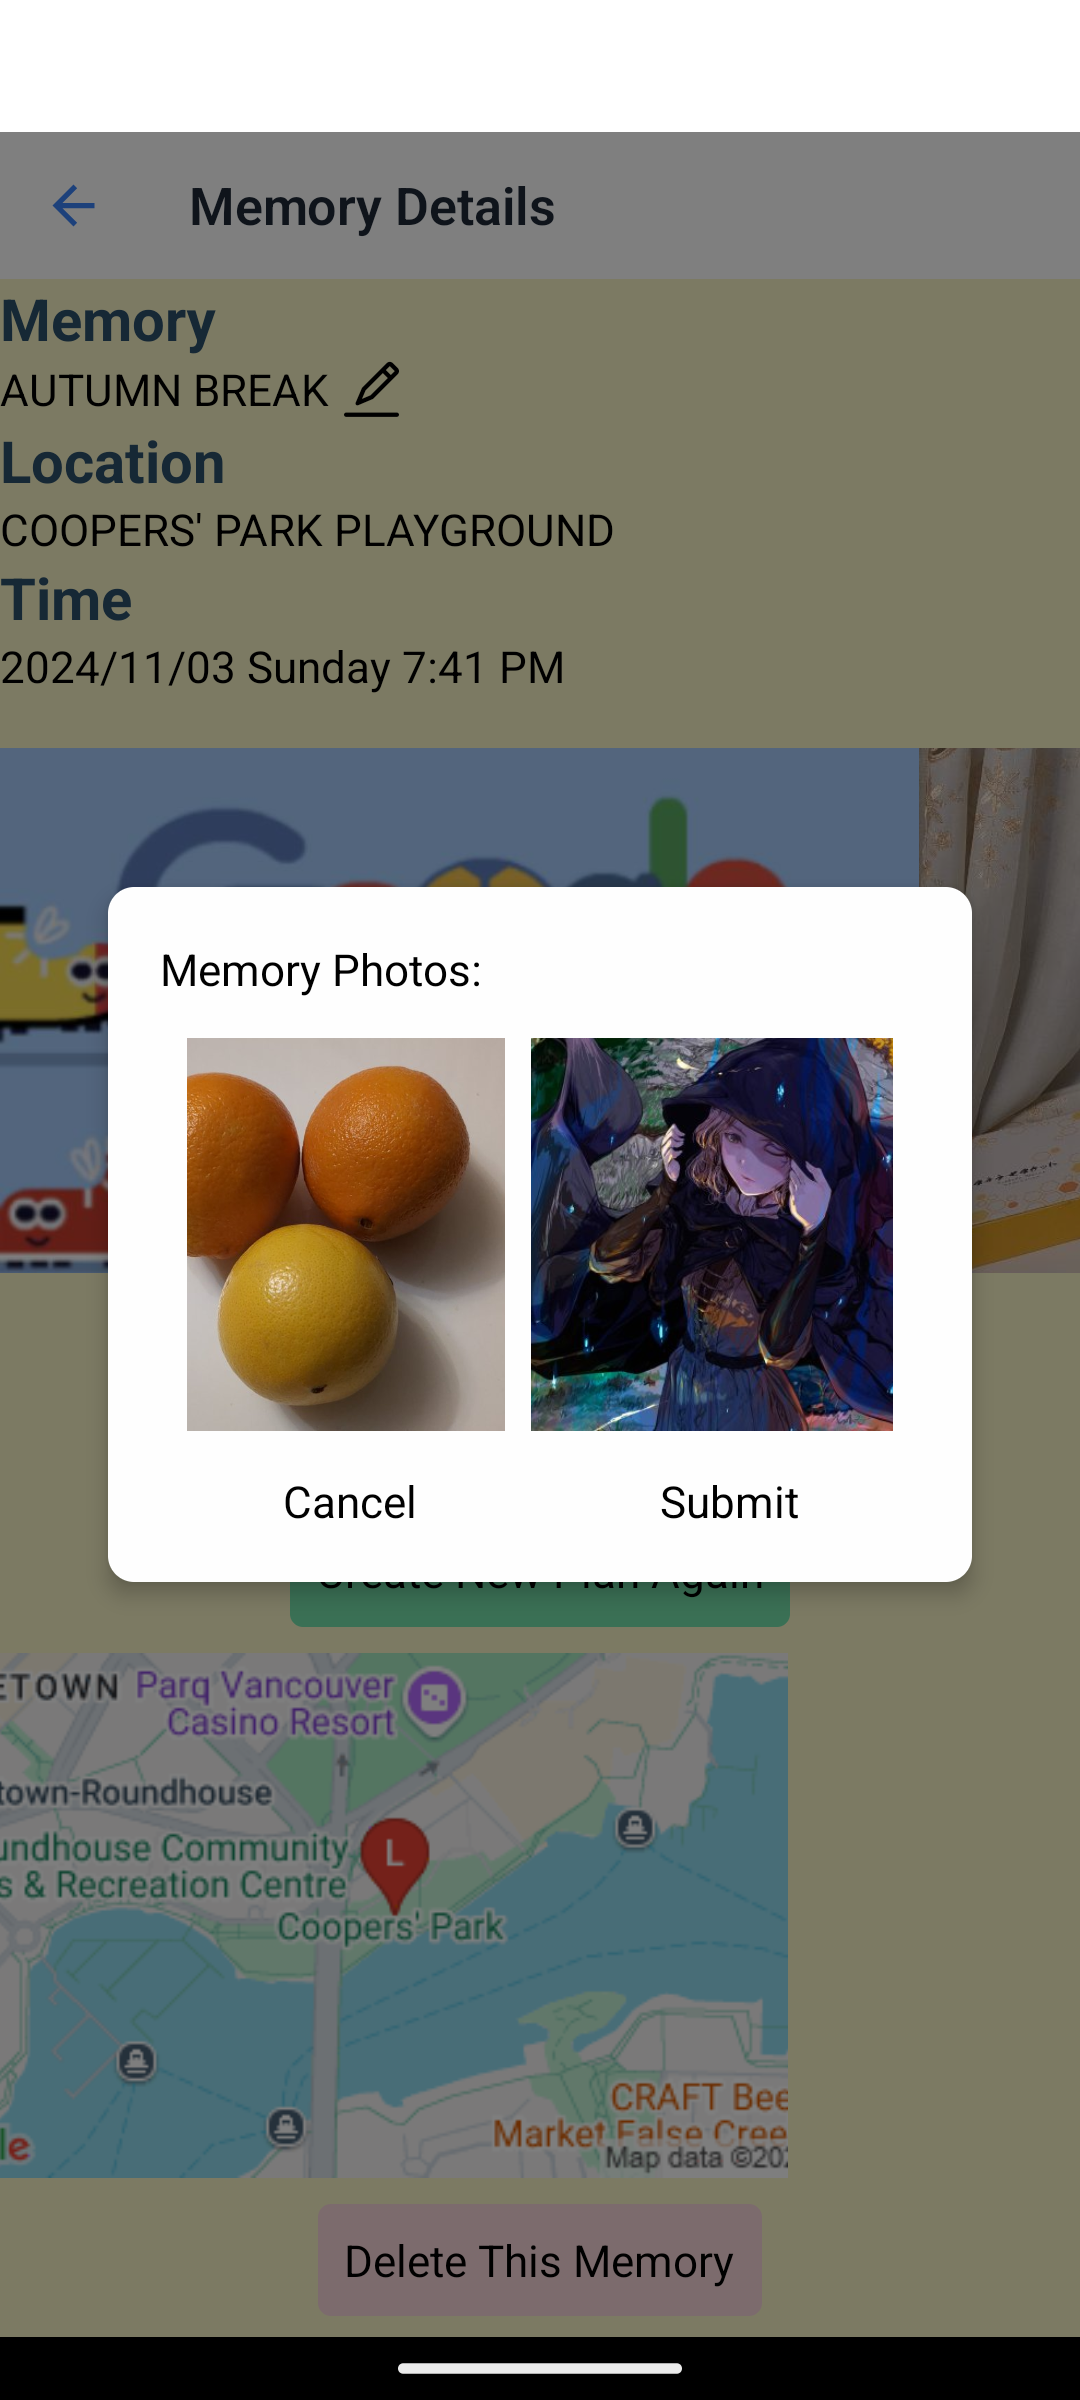 Memory Details
Memory
AUTUMN BREAK
Location
COOPERS' PARK PLAYGROUND
Time
2024/11/03 Sunday 7:41 PM
Memory Photos:
Cancel
Submit
Create New Plan Again
ETOWN
Parq Vancouver
Casino Resort
town-Roundhouse
undhouse Community
s & Recreation Centre
L
Coopers' Park
CRAFT Bee
Market False Cree
le
Map data ©202
Delete This Memory